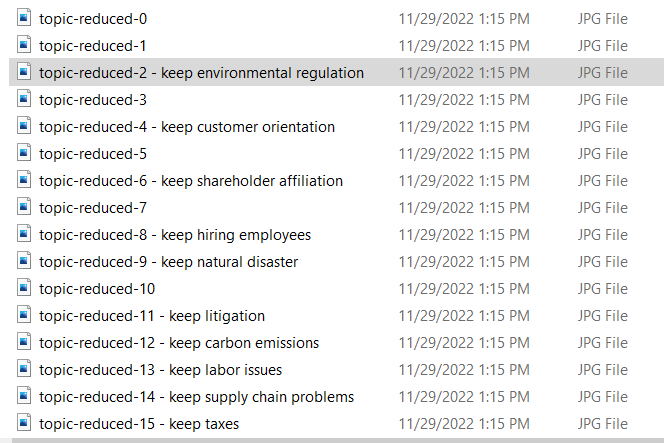 topic-reduced-0 11/29/2022 1:15 PM JPG File
topic-reduced-1 11/29/2022 1:15 PM JPG File
topic-reduced-2 - keep environmental regulation 11/29/2022 1:15 PM JPG File
topic-reduced-3 11/29/2022 1:15 PM JPG File
topic-reduced-4 - keep customer orientation 11/29/2022 1:15 PM JPG File
topic-reduced-5 11/29/2022 1:15 PM JPG File
topic-reduced-6 - keep shareholder affiliation 11/29/2022 1:15 PM JPG File
topic-reduced-7 11/29/2022 1:15 PM JPG File
topic-reduced-8 - keep hiring employees 11/29/2022 1:15 PM JPG File
topic-reduced-9 - keep natural disaster 11/29/2022 1:15 PM JPG File
topic-reduced-10 11/29/2022 1:15 PM JPG File
topic-reduced-11 - keep litigation 11/29/2022 1:15 PM JPG File
topic-reduced-12 - keep carbon emissions 11/29/2022 1:15 PM JPG File
topic-reduced-13 - keep labor issues 11/29/2022 1:15 PM JPG File
topic-reduced-14 - keep supply chain problems 11/29/2022 1:15 PM JPG File
topic-reduced-15 - keep taxes 11/29/2022 1:15 PM JPG File